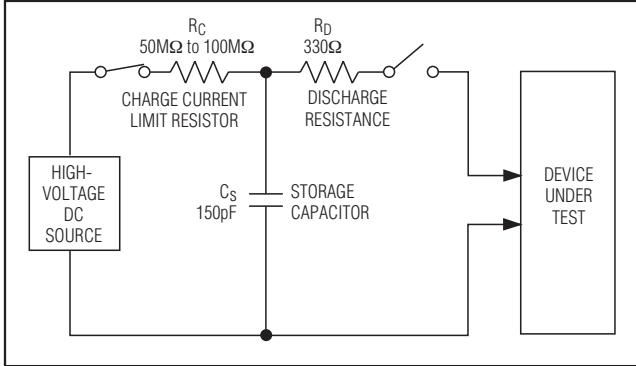 R_C
50MΩ to 100MΩ
CHARGE CURRENT
LIMIT RESISTOR
R_D
330Ω
DISCHARGE
RESISTANCE
HIGH-
VOLTAGE
DC
SOURCE
C_S
150pF
STORAGE
CAPACITOR
DEVICE
UNDER
TEST